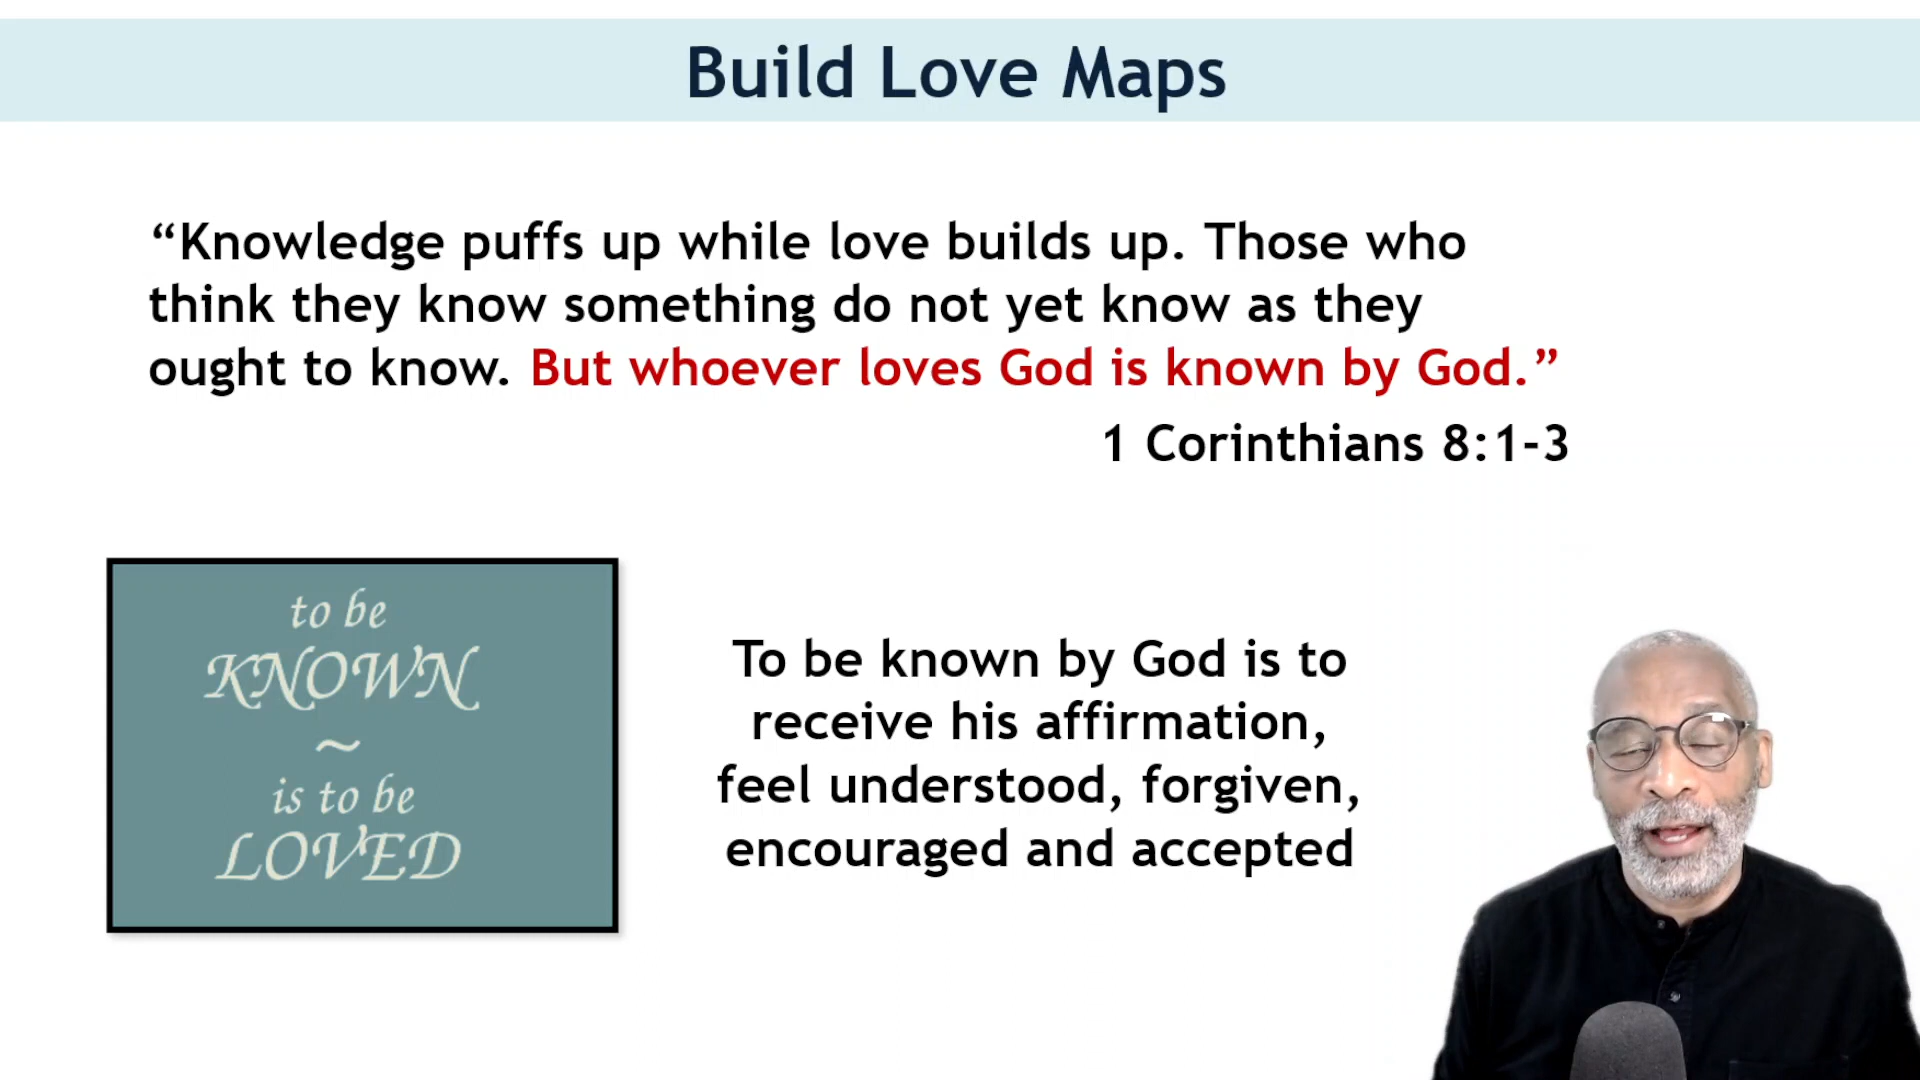 Build Love Maps
“Knowledge puffs up while love builds up. Those who
think they know something do not yet know as they
ought to know. But whoever loves God is known by God.”
1 Corinthians 8:1-3
to be
KNOWN
~
is to be
LOVED
To be known by God is to
receive his affirmation,
feel understood, forgiven,
encouraged and accepted